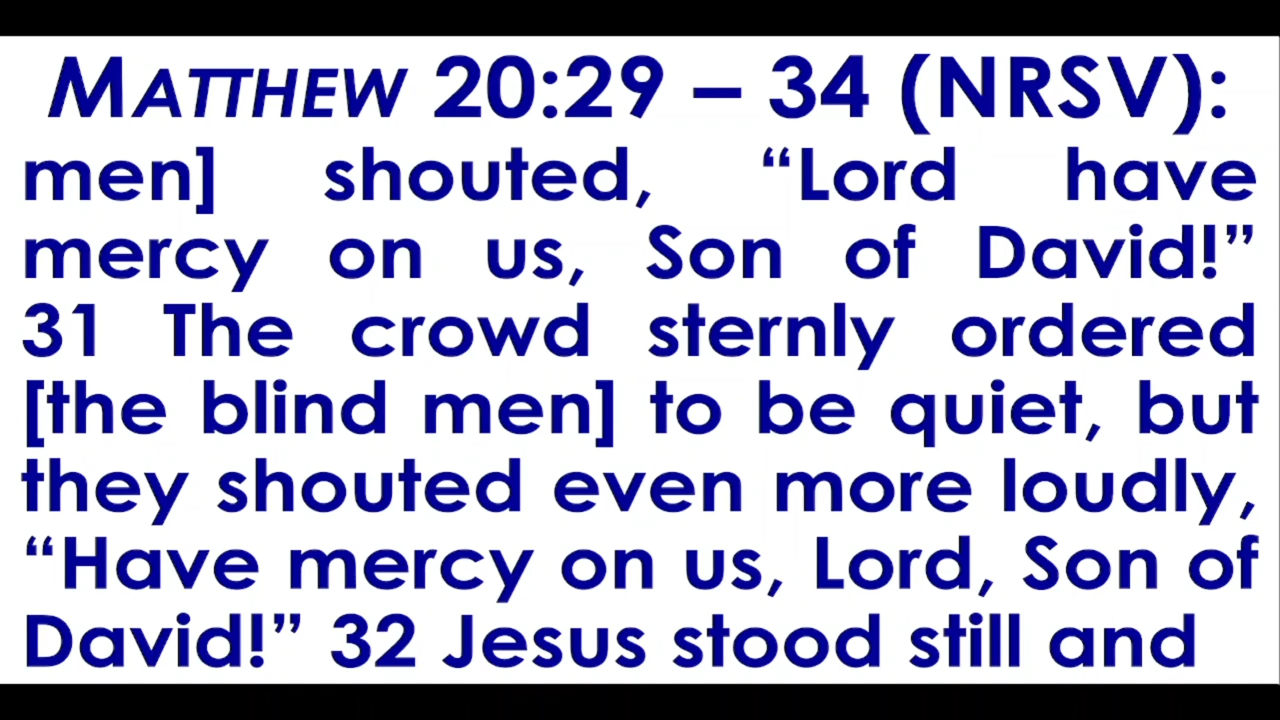 MATTHEW 20:29 – 34 (NRSV):
men] shouted, “Lord have
mercy on us, Son of David!”
31 The crowd sternly ordered
[the blind men] to be quiet, but
they shouted even more loudly,
“Have mercy on us, Lord, Son of
David!” 32 Jesus stood still and